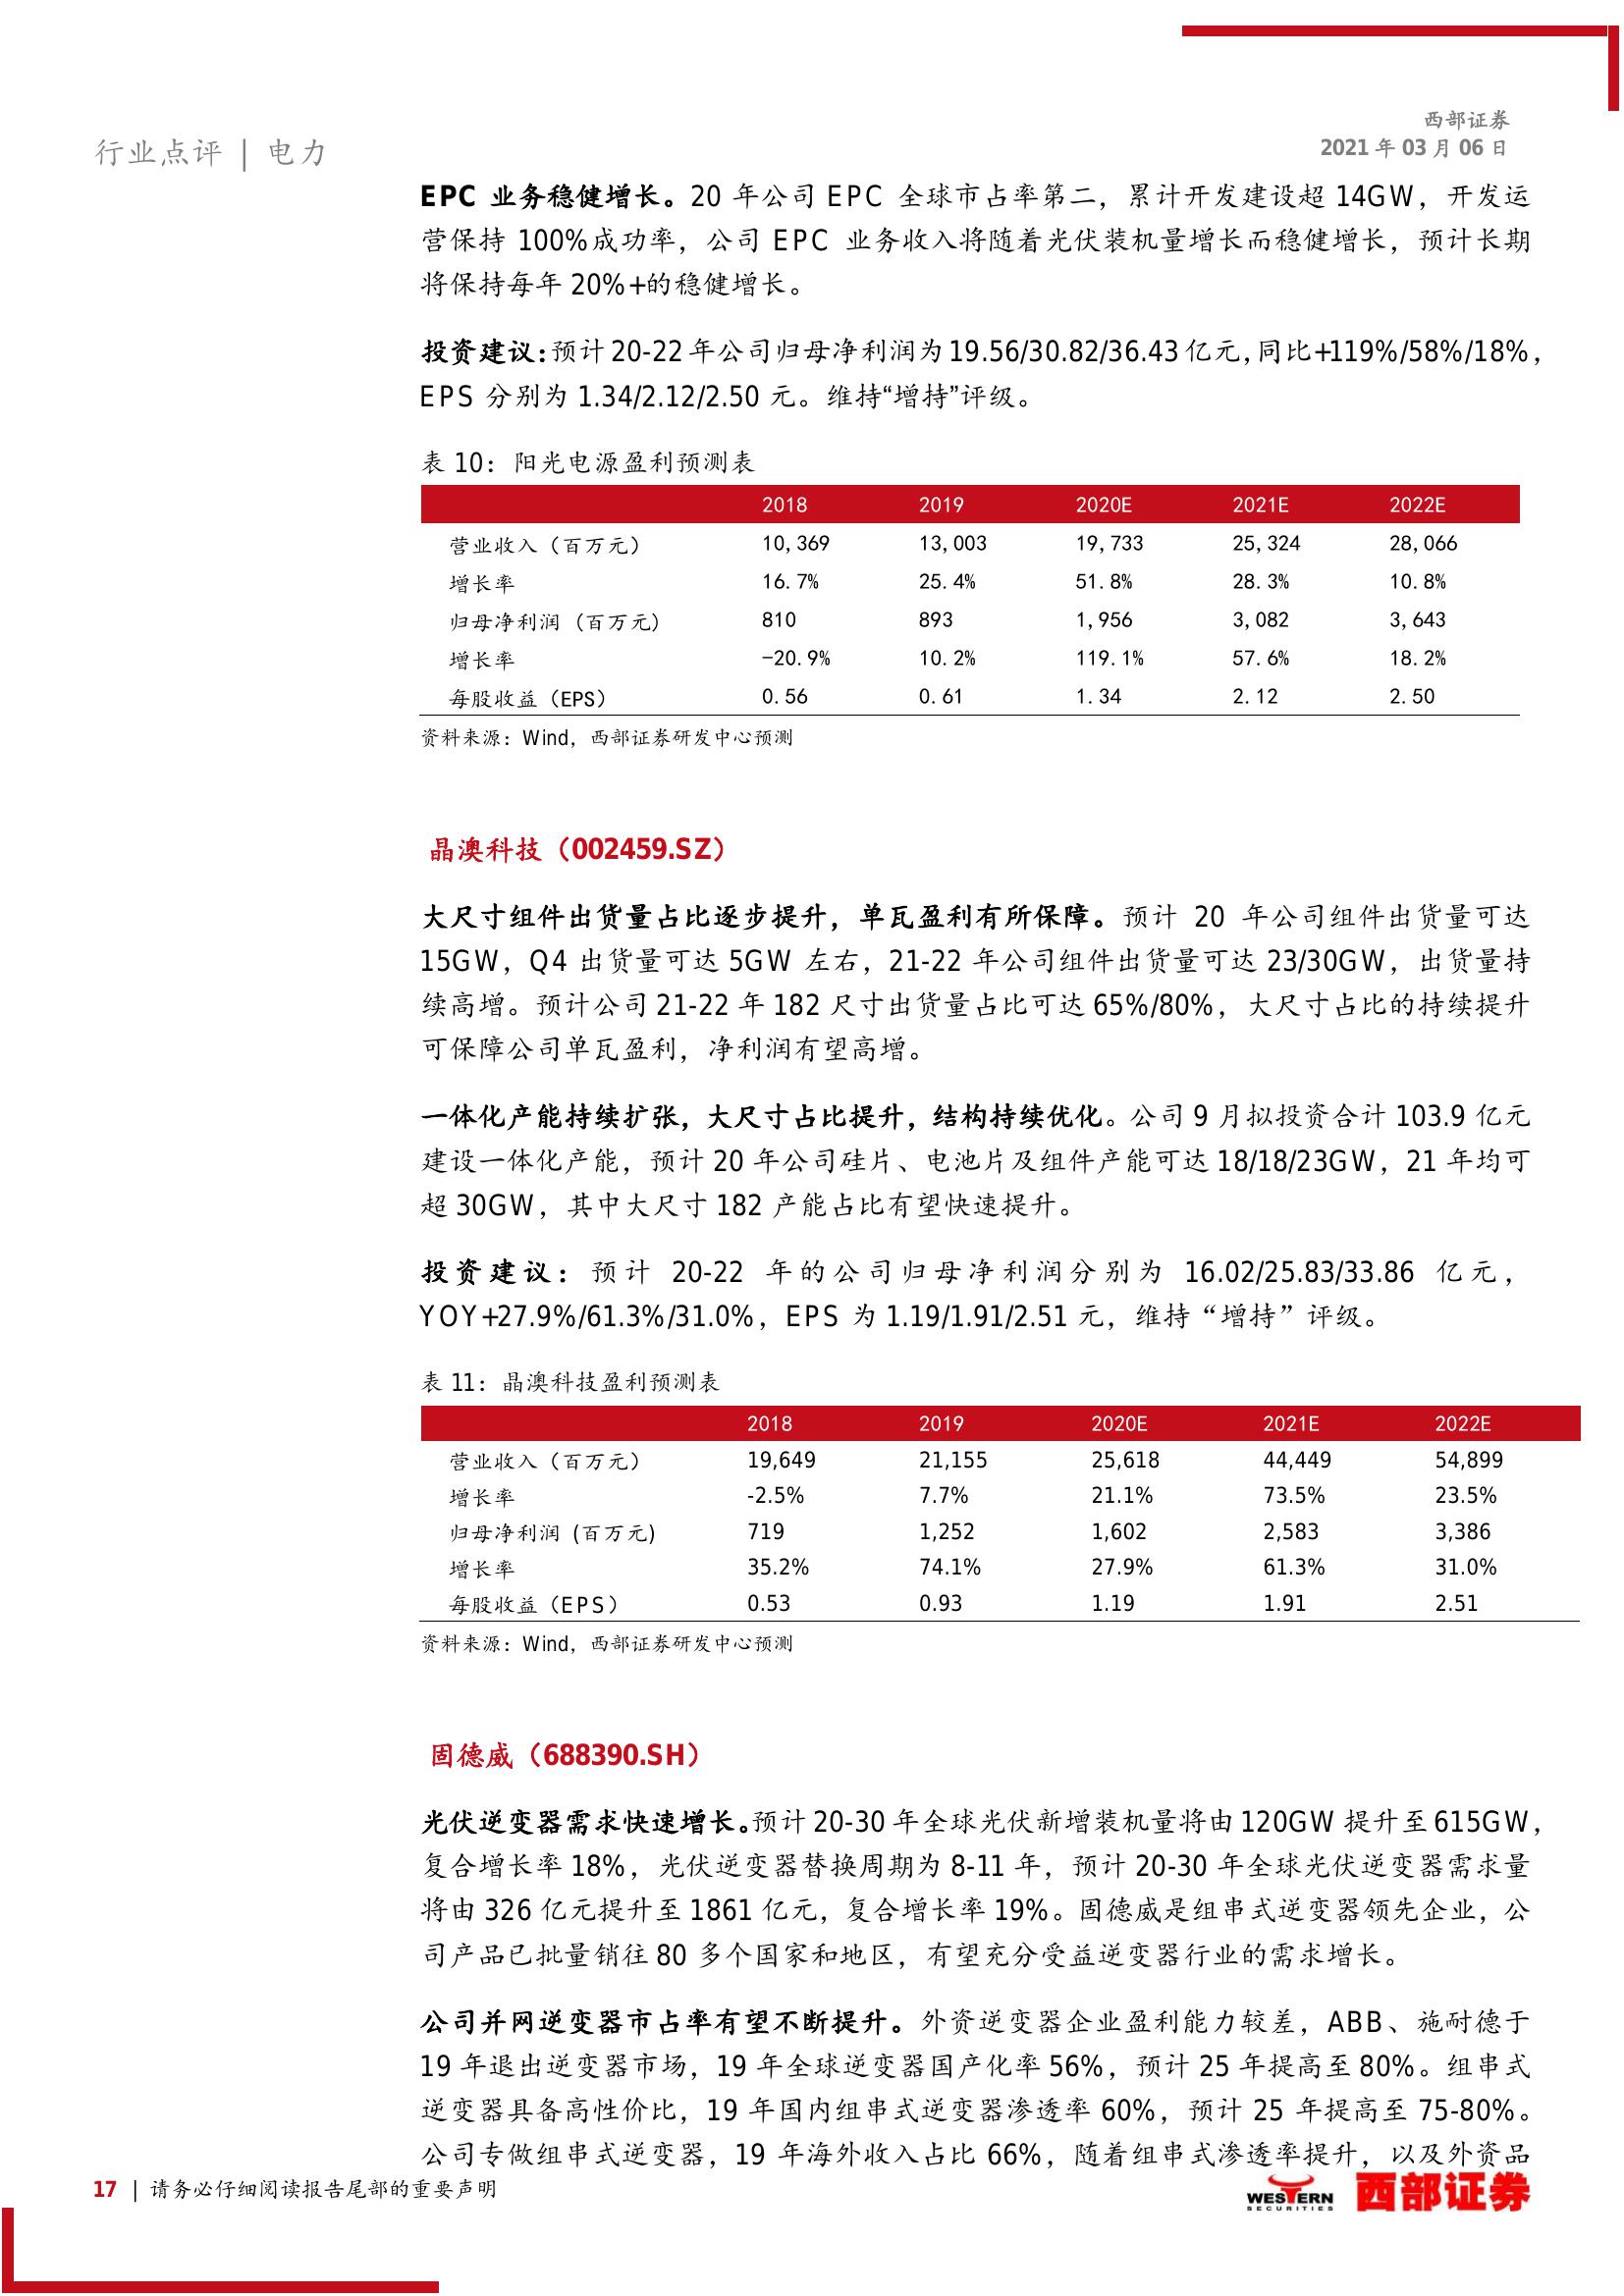 西部证券
行业点评 | 电力
2021 年 03 月 06 日
EPC 业务稳健增长。20 年公司 EPC 全球市占率第二，累计开发建设超 14GW，开发运
营保持 100%成功率，公司 EPC 业务收入将随着光伏装机量增长而稳健增长，预计长期
将保持每年 20%+的稳健增长。
投资建议：预计 20-22 年公司归母净利润为 19.56/30.82/36.43 亿元，同比+119%/58%/18%，
EPS 分别为 1.34/2.12/2.50 元。维持“增持”评级。
表 10：阳光电源盈利预测表
2018 2019 2020E 2021E 2022E
营业收入（百万元） 10,369 13,003 19,733 25,324 28,066
增长率 16.7% 25.4% 51.8% 28.3% 10.8%
归母净利润（百万元） 810 893 1,956 3,082 3,643
增长率 -20.9% 10.2% 119.1% 57.6% 18.2%
每股收益（EPS） 0.56 0.61 1.34 2.12 2.50
资料来源：Wind，西部证券研发中心预测
晶澳科技（002459.SZ）
大尺寸组件出货量占比逐步提升，单瓦盈利有所保障。预计 20 年公司组件出货量可达
15GW，Q4 出货量可达 5GW 左右，21-22 年公司组件出货量可达 23/30GW，出货量持
续高增。预计公司 21-22 年 182 尺寸出货量占比可达 65%/80%，大尺寸占比的持续提升
可保障公司单瓦盈利，净利润有望高增。
一体化产能持续扩张，大尺寸占比提升，结构持续优化。公司 9 月拟投资合计 103.9 亿元
建设一体化产能，预计 20 年公司硅片、电池片及组件产能可达 18/18/23GW，21 年均可
超 30GW，其中大尺寸 182 产能占比有望快速提升。
投资建议：预计 20-22 年的公司归母净利润分别为 16.02/25.83/33.86 亿元，
YOY+27.9%/61.3%/31.0%，EPS 为 1.19/1.91/2.51 元，维持“增持”评级。
表 11：晶澳科技盈利预测表
2018 2019 2020E 2021E 2022E
营业收入（百万元） 19,649 21,155 25,618 44,449 54,899
增长率 -2.5% 7.7% 21.1% 73.5% 23.5%
归母净利润（百万元） 719 1,252 1,602 2,583 3,386
增长率 35.2% 74.1% 27.9% 61.3% 31.0%
每股收益（EPS） 0.53 0.93 1.19 1.91 2.51
资料来源：Wind，西部证券研发中心预测
固德威（688390.SH）
光伏逆变器需求快速增长。预计 20-30 年全球光伏新增装机量将由 120GW 提升至 615GW，
复合增长率 18%，光伏逆变器替换周期为 8-11 年，预计 20-30 年全球光伏逆变器需求量
将由 326 亿元提升至 1861 亿元，复合增长率 19%。固德威是组串式逆变器领先企业，公
司产品已批量销往 80 多个国家和地区，有望充分受益逆变器行业的需求增长。
公司并网逆变器市占率有望不断提升。外资逆变器企业盈利能力较差，ABB、施耐德于
19 年退出逆变器市场，19 年全球逆变器国产化率 56%，预计 25 年提高至 80%。组串式
逆变器具备高性价比，19 年国内组串式逆变器渗透率 60%，预计 25 年提高至 75-80%。
公司专做组串式逆变器，19 年海外收入占比 66%，随着组串式渗透率提升，以及外资品
17 | 请务必仔细阅读报告尾部的重要声明
WESTERN
SECURITIES
西部证券